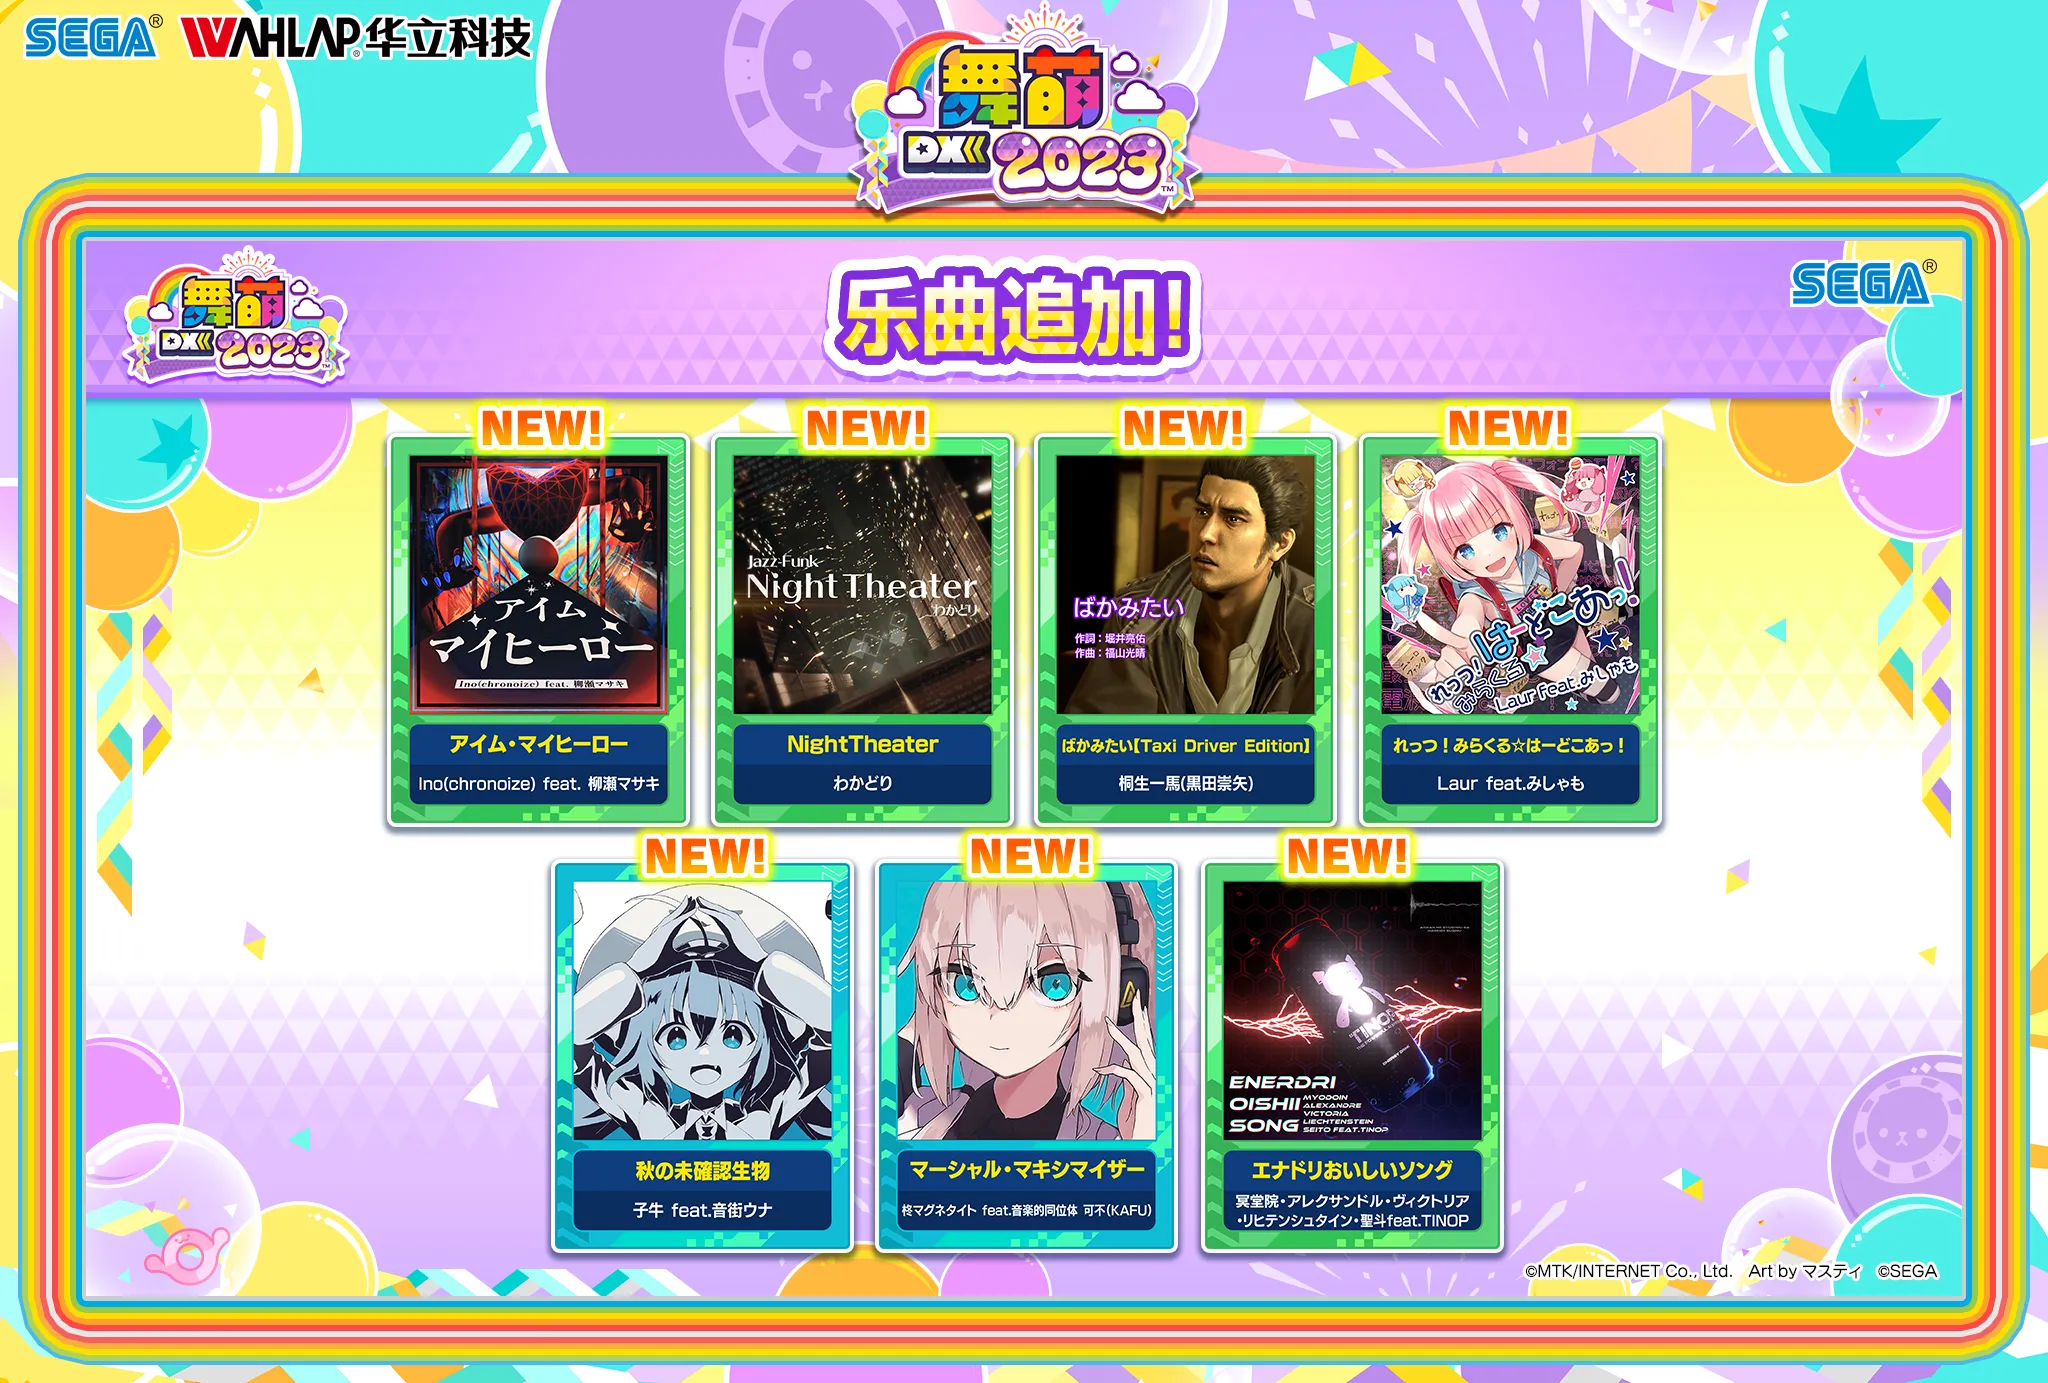 SEGA®
WAHLAP®华立科技
舞萌
DX 2023™
舞萌
DX 2023™
乐曲追加!
SEGA®
NEW!
NEW!
NEW!
NEW!
アイム
マイヒーロー
Ino(chronoize) feat. 柳瀬マサキ
アイム・マイヒーロー
Ino(chronoize) feat. 柳瀬マサキ
Jazz-Funk
Night Theater
わかどり
NightTheater
わかどり
ばかみたい
作詞：堀井亮佑
作曲：福山光晴
ばかみたい【Taxi Driver Edition】
桐生一馬(黒田崇矢)
れっつ!
みらくる☆
はーどこあっ!
Laur feat.みしゃも
れっつ！みらくる☆はーどこあっ！
Laur feat.みしゃも
NEW!
NEW!
NEW!
秋の未確認生物
子牛 feat.音街ウナ
マーシャル・マキシマイザー
柊マグネタイト feat.音楽的同位体 可不(KAFU)
TINOP
ENERDRI
OISHII
SONG
MYODOIN
ALEXANDRE
VICTORIA
LIECHTENSTEIN
SEITO FEAT.TINOP
エナドリおいしいソング
冥堂院・アレクサンドル・ヴィクトリア
・リヒテンシュタイン・聖斗feat.TINOP
©MTK/INTERNET Co., Ltd. Art by マスティ ©SEGA